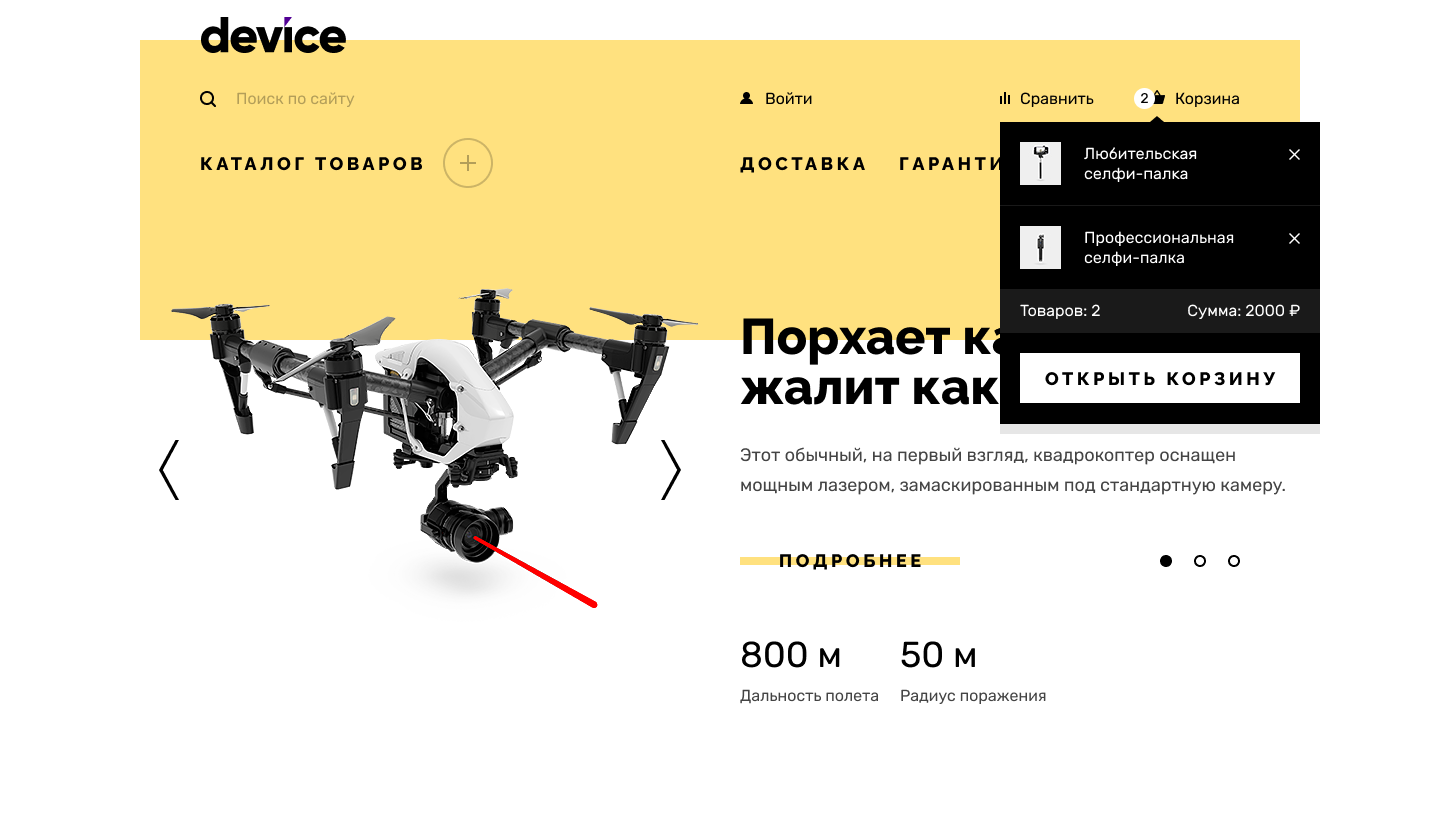 device
Поиск по сайту
Войти
Сравнить
2
Корзина
КАТАЛОГ ТОВАРОВ
ДОСТАВКА
ГАРАНТИ
Любительская
селфи-палка
Профессиональная
селфи-палка
Товаров: 2
Сумма: 2000 ₽
ОТКРЫТЬ КОРЗИНУ
Порхает ка
жалит как
Этот обычный, на первый взгляд, квадрокоптер оснащен
мощным лазером, замаскированным под стандартную камеру.
ПОДРОБНЕЕ
800 м
50 м
Дальность полета
Радиус поражения